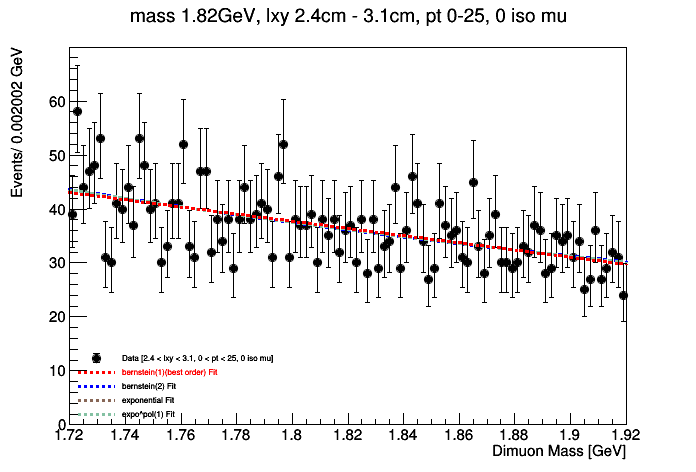 mass 1.82GeV, lxy 2.4cm - 3.1cm, pt 0-25, 0 iso mu
Events/ 0.002002 GeV
60
50
40
30
20
10
0
Data [2.4 < lxy < 3.1, 0 < pt < 25, 0 iso mu]
bernstein(1)(best order) Fit
bernstein(2) Fit
exponential Fit
expo^pol(1) Fit
1.72 1.74 1.76 1.78 1.8 1.82 1.84 1.86 1.88 1.9 1.92
Dimuon Mass [GeV]